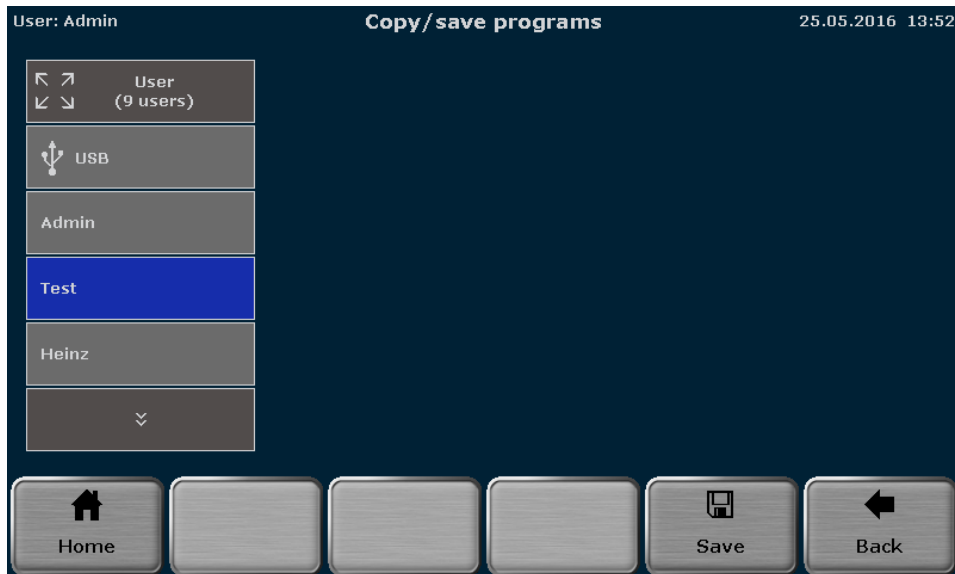 User: Admin
Copy/save programs
25.05.2016 13:52
User
(9 users)
USB
Admin
Test
Heinz
Home
Save
Back